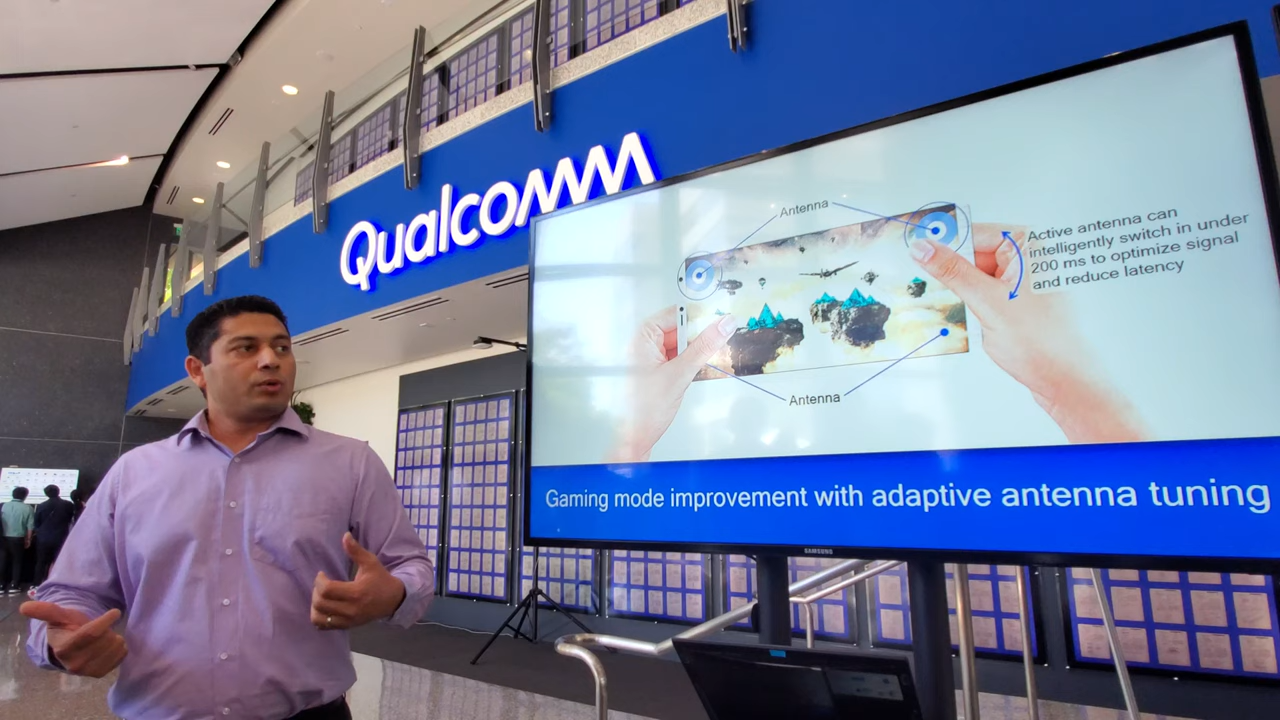 Qualcomm
Antenna
Active antenna can
intelligently switch in under
200 ms to optimize signal
and reduce latency
Antenna
Gaming mode improvement with adaptive antenna tuning
SAMSUNG